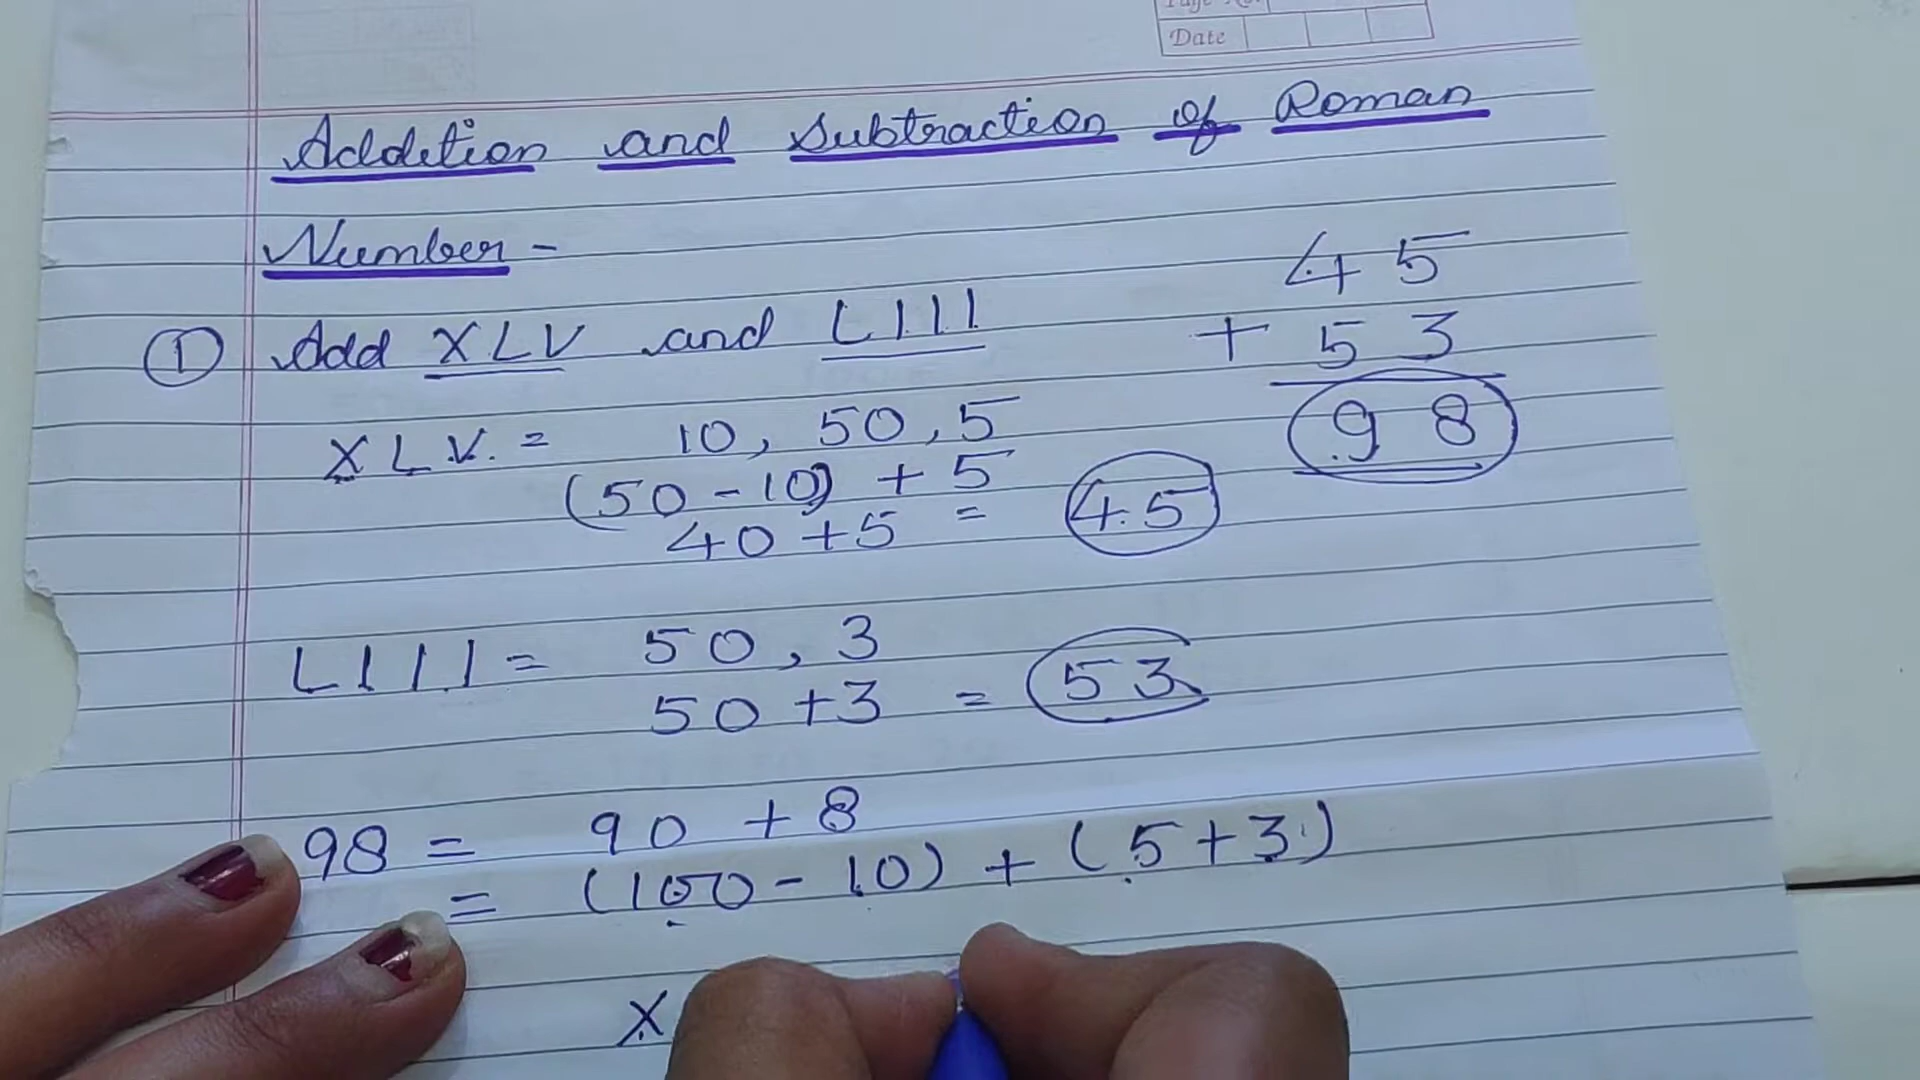 Date
Addition and Subtraction of Roman
Number -
① Add XLV and LIII
45
+ 53
98
XLV = 10, 50, 5
(50 - 10) + 5
40 + 5 = 45
LIII = 50, 3
50 + 3 = 53
98 = 90 + 8
= (100 - 10) + (5 + 3)
X